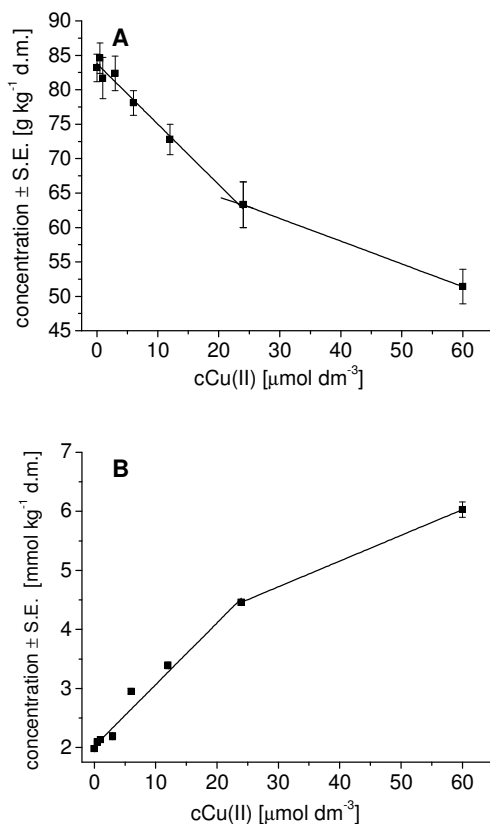 A
concentration ± S.E. [g kg⁻¹ d.m.]
90
85
80
75
70
65
60
55
50
45
0 10 20 30 40 50 60
cCu(II) [μmol dm⁻³]
B
concentration ± S.E. [mmol kg⁻¹ d.m.]
7
6
5
4
3
2
0 10 20 30 40 50 60
cCu(II) [μmol dm⁻³]